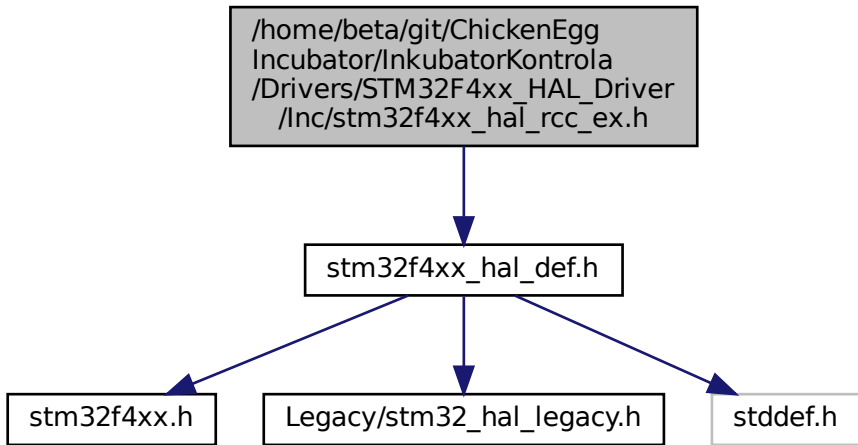 /home/beta/git/ChickenEgg
Incubator/InkubatorKontrola
/Drivers/STM32F4xx_HAL_Driver
/Inc/stm32f4xx_hal_rcc_ex.h
stm32f4xx_hal_def.h
stm32f4xx.h
Legacy/stm32_hal_legacy.h
stddef.h